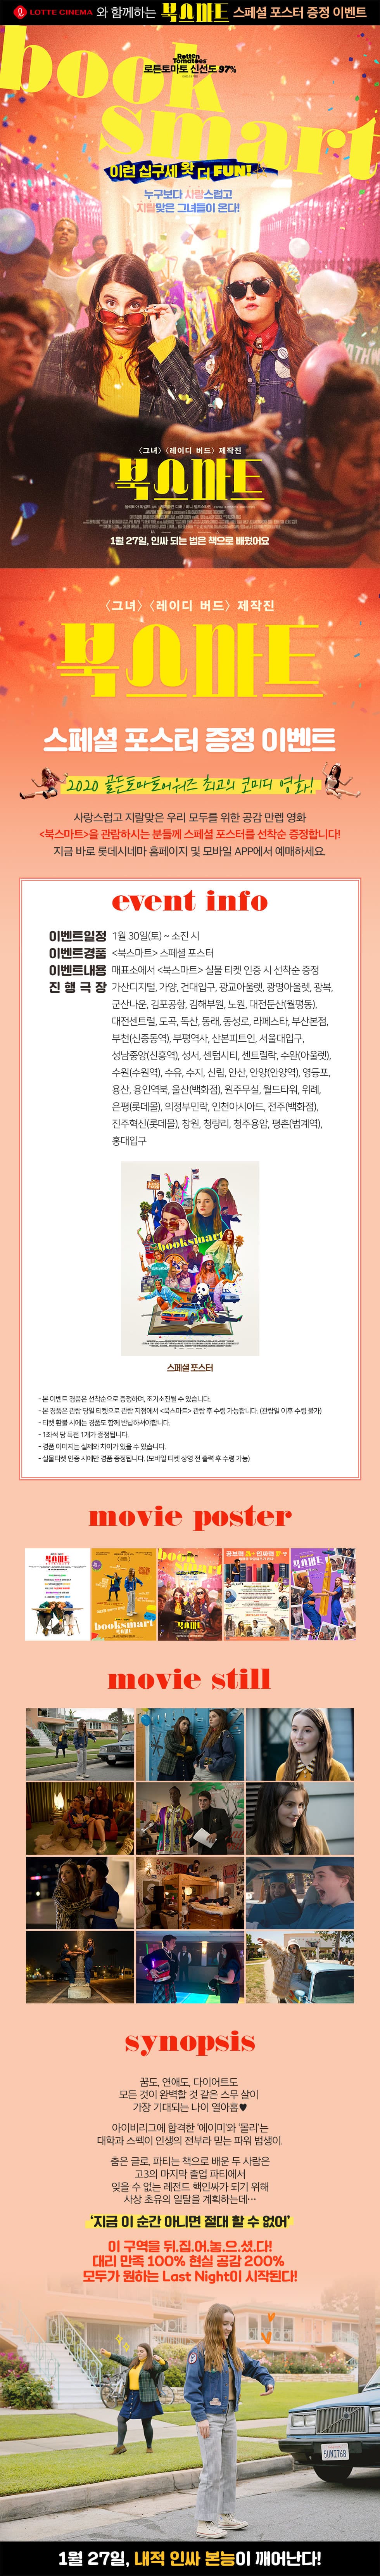 LOTTE CINEMA 와 함께하는 북스마트 스페셜 포스터 증정 이벤트
Rotten Tomatoes
로튼토마토 신선도 97%
book
smart
이런 십구세 왓 더 FUN!
누구보다 사랑스럽고
지랄맞은 그녀들이 온다!
<그녀> <레이디 버드> 제작진
북스마트
1월 27일, 인싸 되는 법은 책으로 배웠어요
<그녀> <레이디 버드> 제작진
북스마트
스페셜 포스터 증정 이벤트
2020 골든토마토어워즈 최고의 코미디 영화!
사랑스럽고 지랄맞은 우리 모두를 위한 공감 만렙 영화
<북스마트>을 관람하시는 분들께 스페셜 포스터를 선착순 증정합니다!
지금 바로 롯데시네마 홈페이지 및 모바일 APP에서 예매하세요.
event info
이벤트일정 1월 30일(토) ~ 소진 시
이벤트경품 <북스마트> 스페셜 포스터
이벤트내용 매표소에서 <북스마트> 실물 티켓 인증 시 선착순 증정
진 행 극 장 가산디지털, 가양, 건대입구, 광교아울렛, 광명아울렛, 광복,
군산나운, 김포공항, 김해부원, 노원, 대전둔산(월평동),
대전센트럴, 도곡, 독산, 동래, 동성로, 라페스타, 부산본점,
부천(신중동역), 부평역사, 산본피트인, 서울대입구,
성남중앙(신흥역), 성서, 센텀시티, 센트럴락, 수완(아울렛),
수원(수원역), 수유, 수지, 신림, 안산, 안양(안양역), 영등포,
용산, 용인역북, 울산(백화점), 원주무실, 월드타워, 위례,
은평(롯데몰), 의정부민락, 인천아시아드, 전주(백화점),
진주혁신(롯데몰), 창원, 청량리, 청주용암, 평촌(범계역),
홍대입구
booksmart
스페셜 포스터
- 본 이벤트 경품은 선착순으로 증정하며, 조기소진될 수 있습니다.
- 본 경품은 관람 당일 티켓으로 관람 지점에서 <북스마트> 관람 후 수령 가능합니다. (관람일 이후 수령 불가)
- 티켓 환불 시에는 경품도 함께 반납하셔야합니다.
- 1좌석 당 특전 1개가 증정됩니다.
- 경품 이미지는 실제와 차이가 있을 수 있습니다.
- 실물티켓 인증 시에만 경품 증정됩니다. (모바일 티켓 상영 전 출력 후 수령 가능)
movie poster
북스마트
booksmart
북스마트
book
smart
북스마트
북스마트
movie still
synopsis
꿈도, 연애도, 다이어트도
모든 것이 완벽할 것 같은 스무 살이
가장 기대되는 나이 열아홉♥
아이비리그에 합격한 '에이미'와 '몰리'는
대학과 스펙이 인생의 전부라 믿는 파워 범생이.
춤은 글로, 파티는 책으로 배운 두 사람은
고3의 마지막 졸업 파티에서
잊을 수 없는 레전드 핵인싸가 되기 위해
사상 초유의 일탈을 계획하는데…
'지금 이 순간 아니면 절대 할 수 없어'
이 구역을 뒤.집.어.놓.으.셨.다!
대리 만족 100% 현실 공감 200%
모두가 원하는 Last Night이 시작된다!
SUN1768
1월 27일, 내적 인싸 본능이 깨어난다!